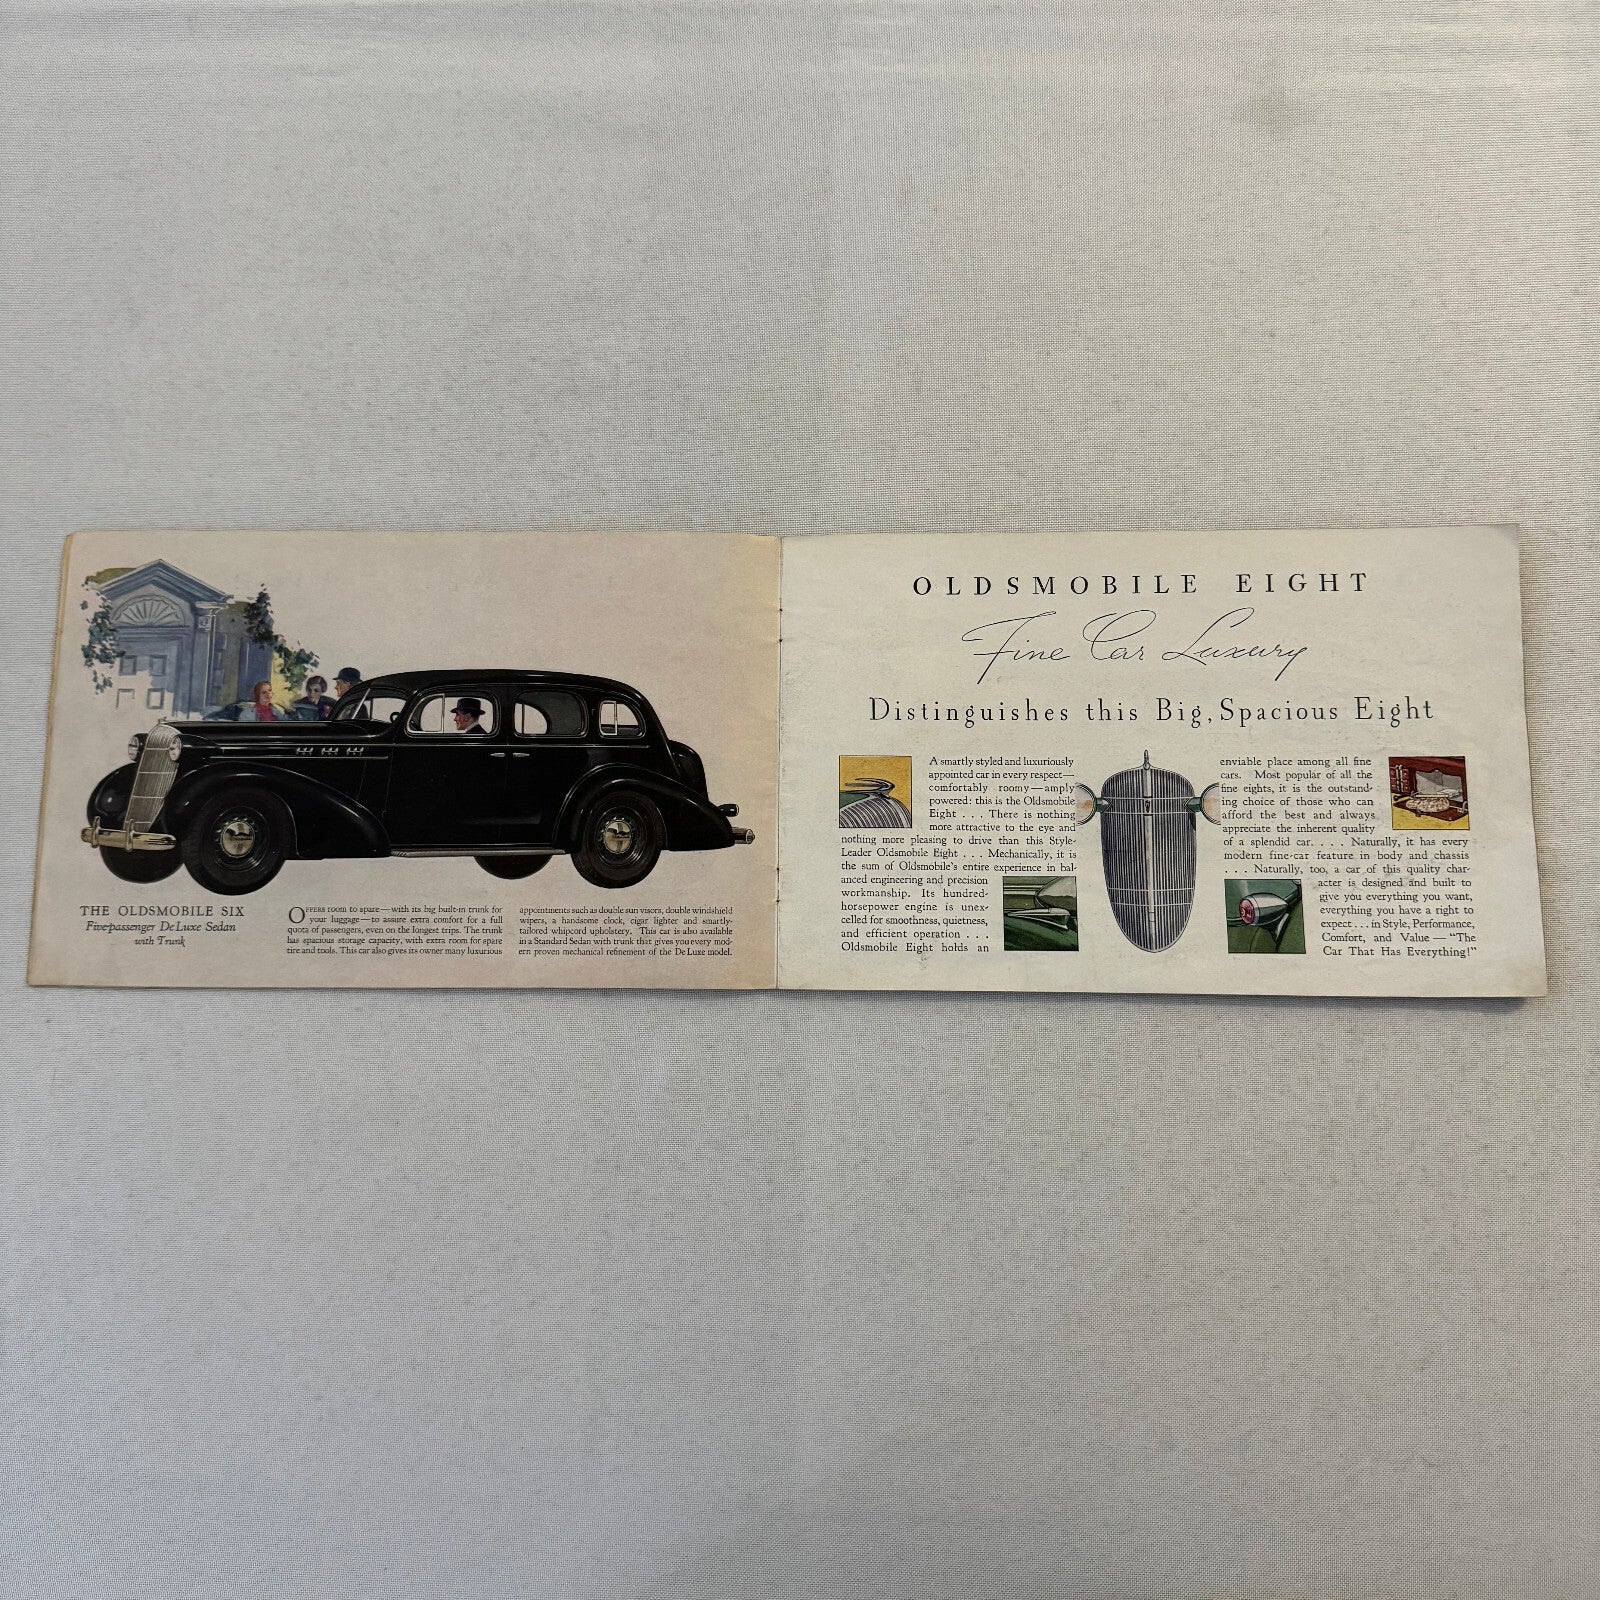 THE OLDSMOBILE SIX
Five-passenger De Luxe Sedan
with Trunk
OFFERS room to spare—with its big built-in trunk for
your luggage—to assure extra comfort for a full
quota of passengers, even on the longest trips. The trunk
has spacious storage capacity, with extra room for spare
tire and tools. This car also gives its owner many luxurious
appointments such as double sun visors, double windshield
wipers, a handsome clock, cigar lighter and smartly-
tailored whipcord upholstery. This car is also available
in a Standard Sedan with trunk that gives you every mod-
ern proven mechanical refinement of the De Luxe model.
OLDSMOBILE EIGHT
Fine Car Luxury
Distinguishes this Big, Spacious Eight
A smartly styled and luxuriously
appointed car in every respect—
comfortably roomy—amply
powered: this is the Oldsmobile
Eight . . . There is nothing
more attractive to the eye and
nothing more pleasing to drive than this Style-
Leader Oldsmobile Eight . . . Mechanically, it is
the sum of Oldsmobile's entire experience in bal-
anced engineering and precision
workmanship. Its hundred-
horsepower engine is unex-
celled for smoothness, quietness,
and efficient operation . . .
Oldsmobile Eight holds an
enviable place among all fine
cars. Most popular of all the
fine eights, it is the outstand-
ing choice of those who can
afford the best and always
appreciate the inherent quality
of a splendid car. . . . Naturally, it has every
modern fine-car feature in body and chassis
. . . Naturally, too, a car of this quality char-
acter is designed and built to
give you everything you want,
everything you have a right to
expect . . . in Style, Performance,
Comfort, and Value — "The
Car That Has Everything!"